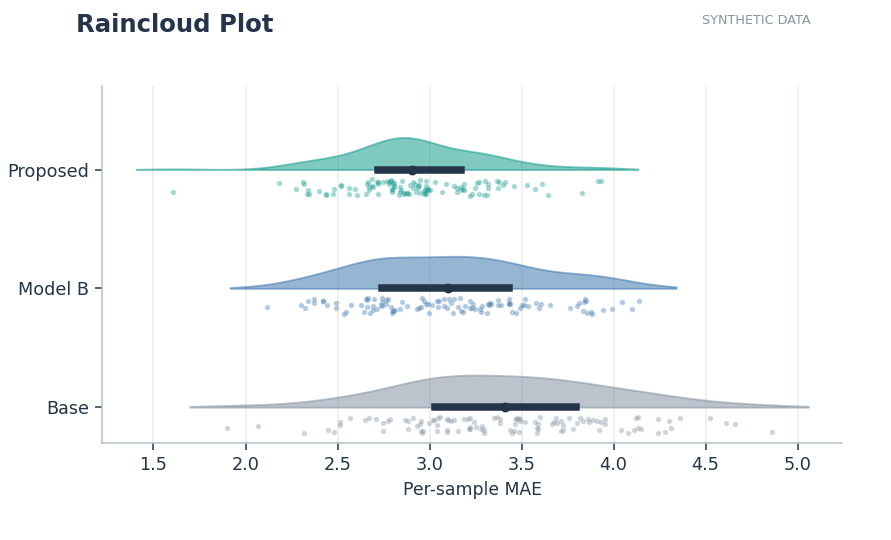 Raincloud Plot
SYNTHETIC DATA
Proposed
Model B
Base
1.5 2.0 2.5 3.0 3.5 4.0 4.5 5.0
Per-sample MAE